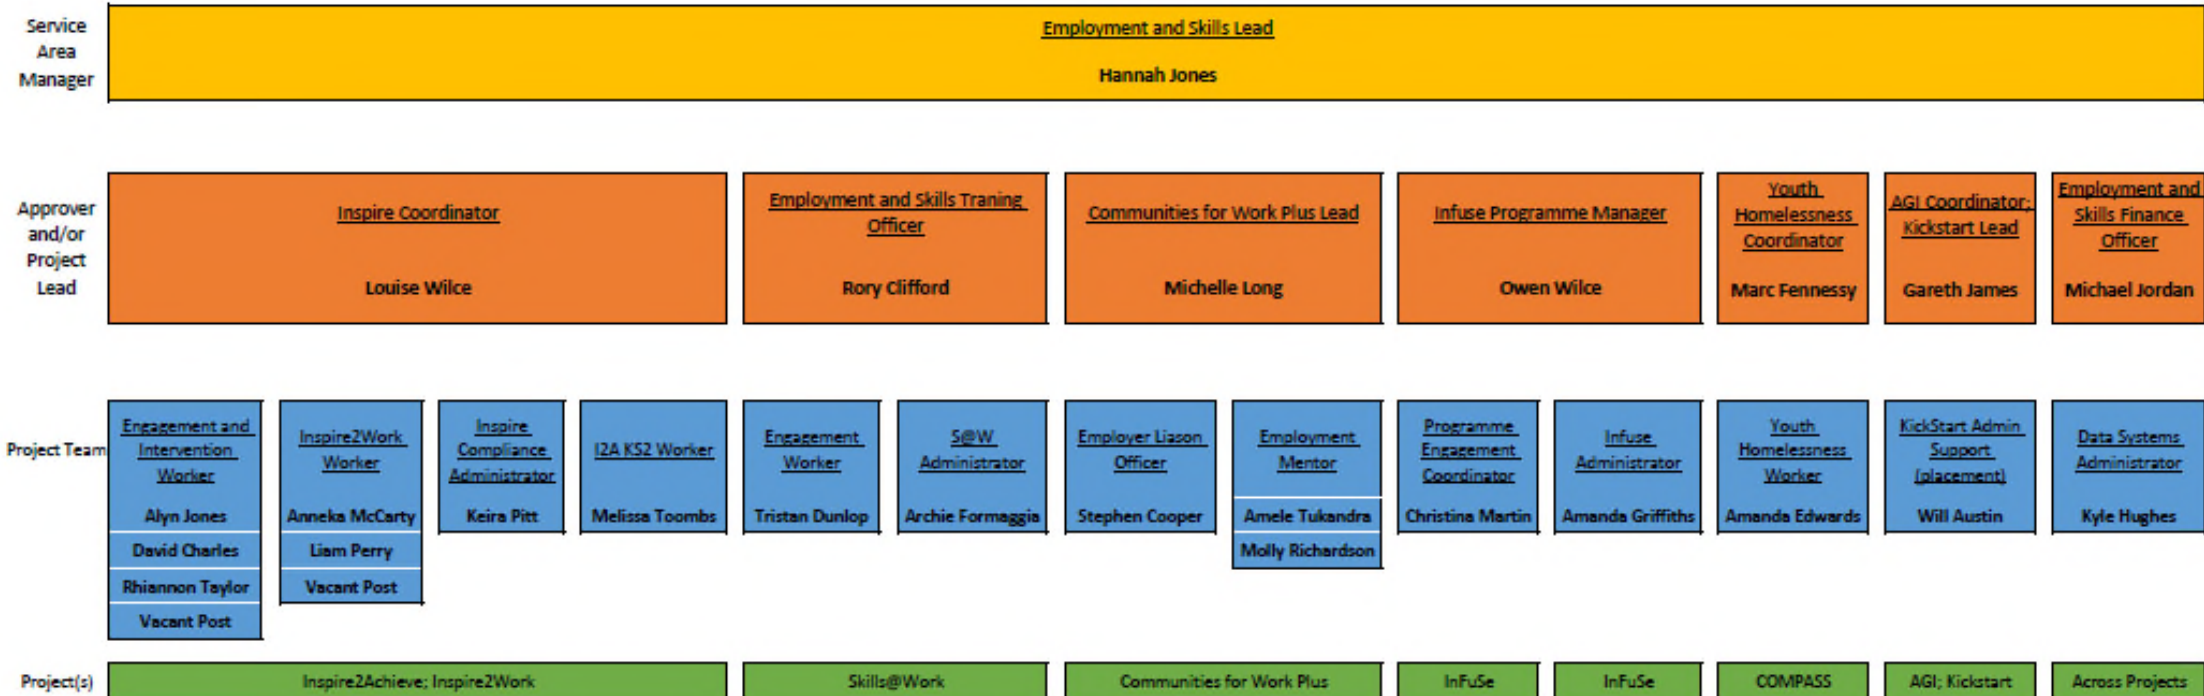 Service
Area
Manager
Employment and Skills Lead
Hannah Jones
Approver
and/or
Project
Lead
Inspire Coordinator
Louise Wilce
Employment and Skills Traning
Officer
Rory Clifford
Communities for Work Plus Lead
Michelle Long
Infuse Programme Manager
Owen Wilce
Youth
Homelessness
Coordinator
Marc Fennessy
AGI Coordinator;
Kickstart Lead
Gareth James
Employment and
Skills Finance
Officer
Michael Jordan
Project Team
Engagement and
Intervention
Worker
Alyn Jones
David Charles
Rhiannon Taylor
Vacant Post
Inspire2Work
Worker
Anneka McCarty
Liam Perry
Vacant Post
Inspire
Compliance
Administrator
Keira Pitt
I2A KS2 Worker
Melissa Toombs
Engagement
Worker
Tristan Dunlop
S@W
Administrator
Archie Formaggia
Employer Liason
Officer
Stephen Cooper
Employment
Mentor
Amele Tukandra
Molly Richardson
Programme
Engagement
Coordinator
Christina Martin
Infuse
Administrator
Amanda Griffiths
Youth
Homelessness
Worker
Amanda Edwards
KickStart Admin
Support
(placement)
Will Austin
Data Systems
Administrator
Kyle Hughes
Project(s)
Inspire2Achieve; Inspire2Work
Skills@Work
Communities for Work Plus
InFuSe
InFuSe
COMPASS
AGI; Kickstart
Across Projects